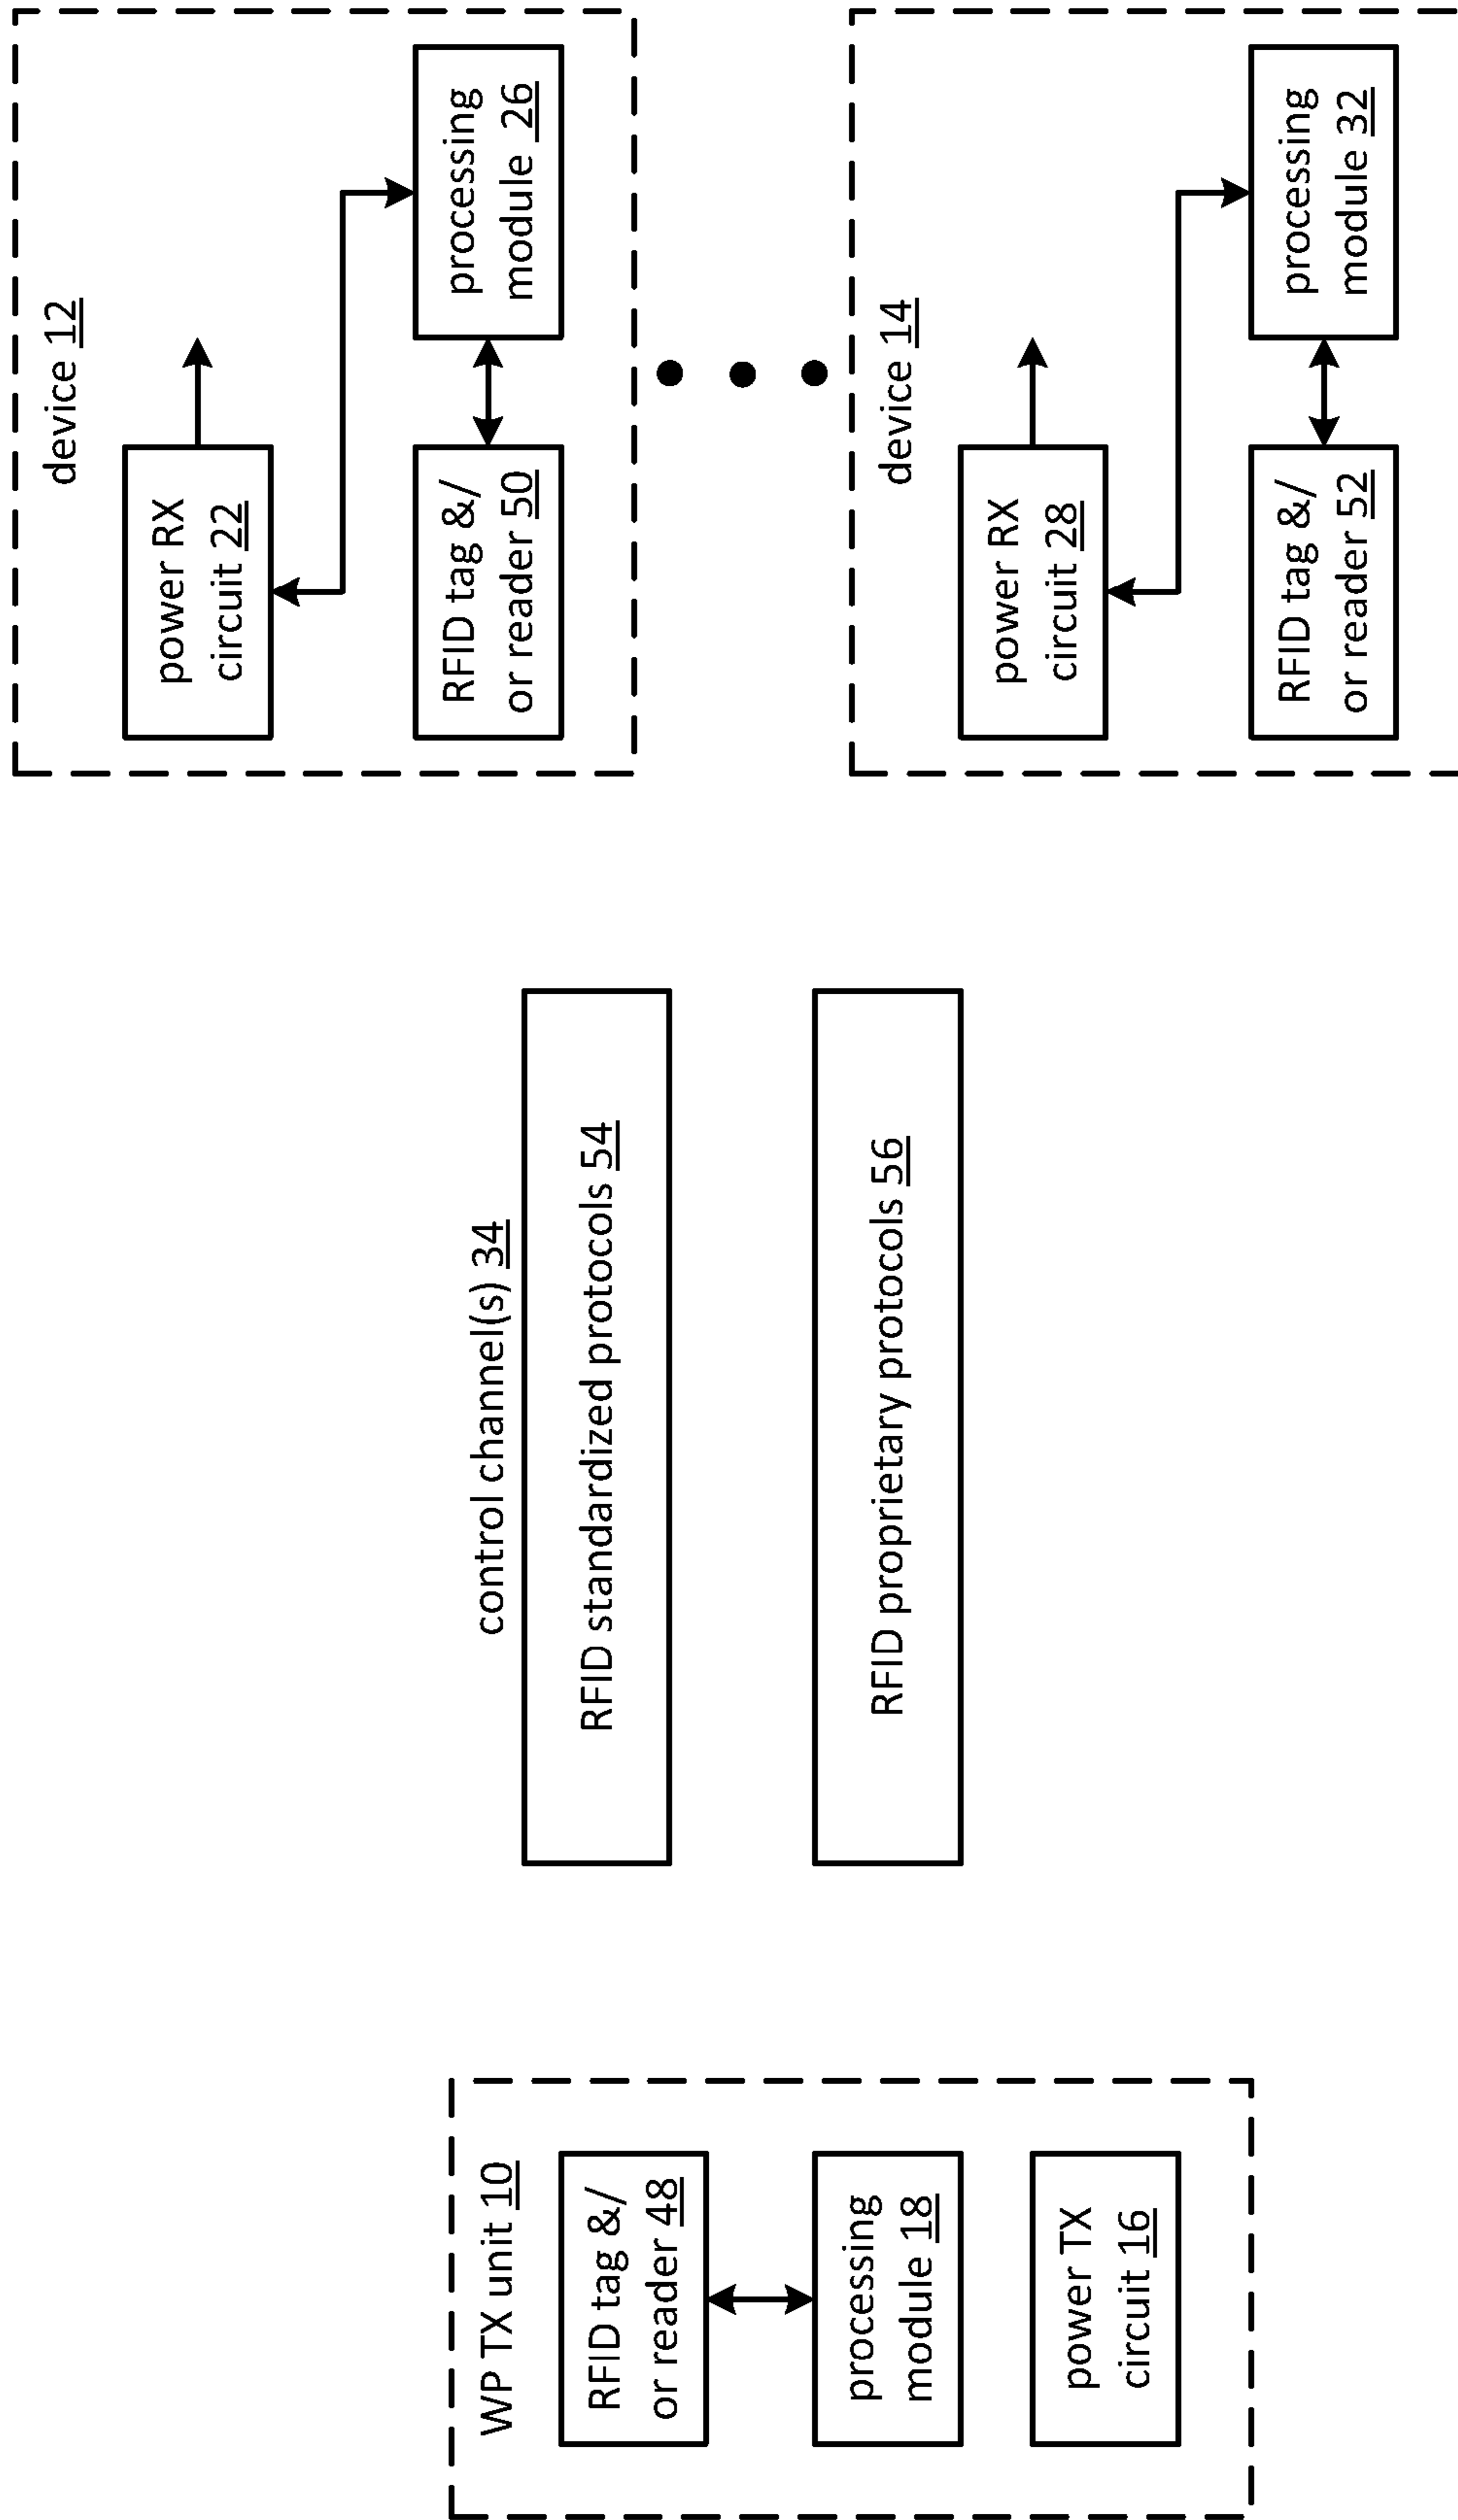 WP TX unit 10
RFID tag &/
or reader 48
processing
module 18
power TX
circuit 16
control channel(s) 34
RFID standardized protocols 54
RFID proprietary protocols 56
device 12
power RX
circuit 22
RFID tag &/
or reader 50
processing
module 26
device 14
power RX
circuit 28
RFID tag &/
or reader 52
processing
module 32